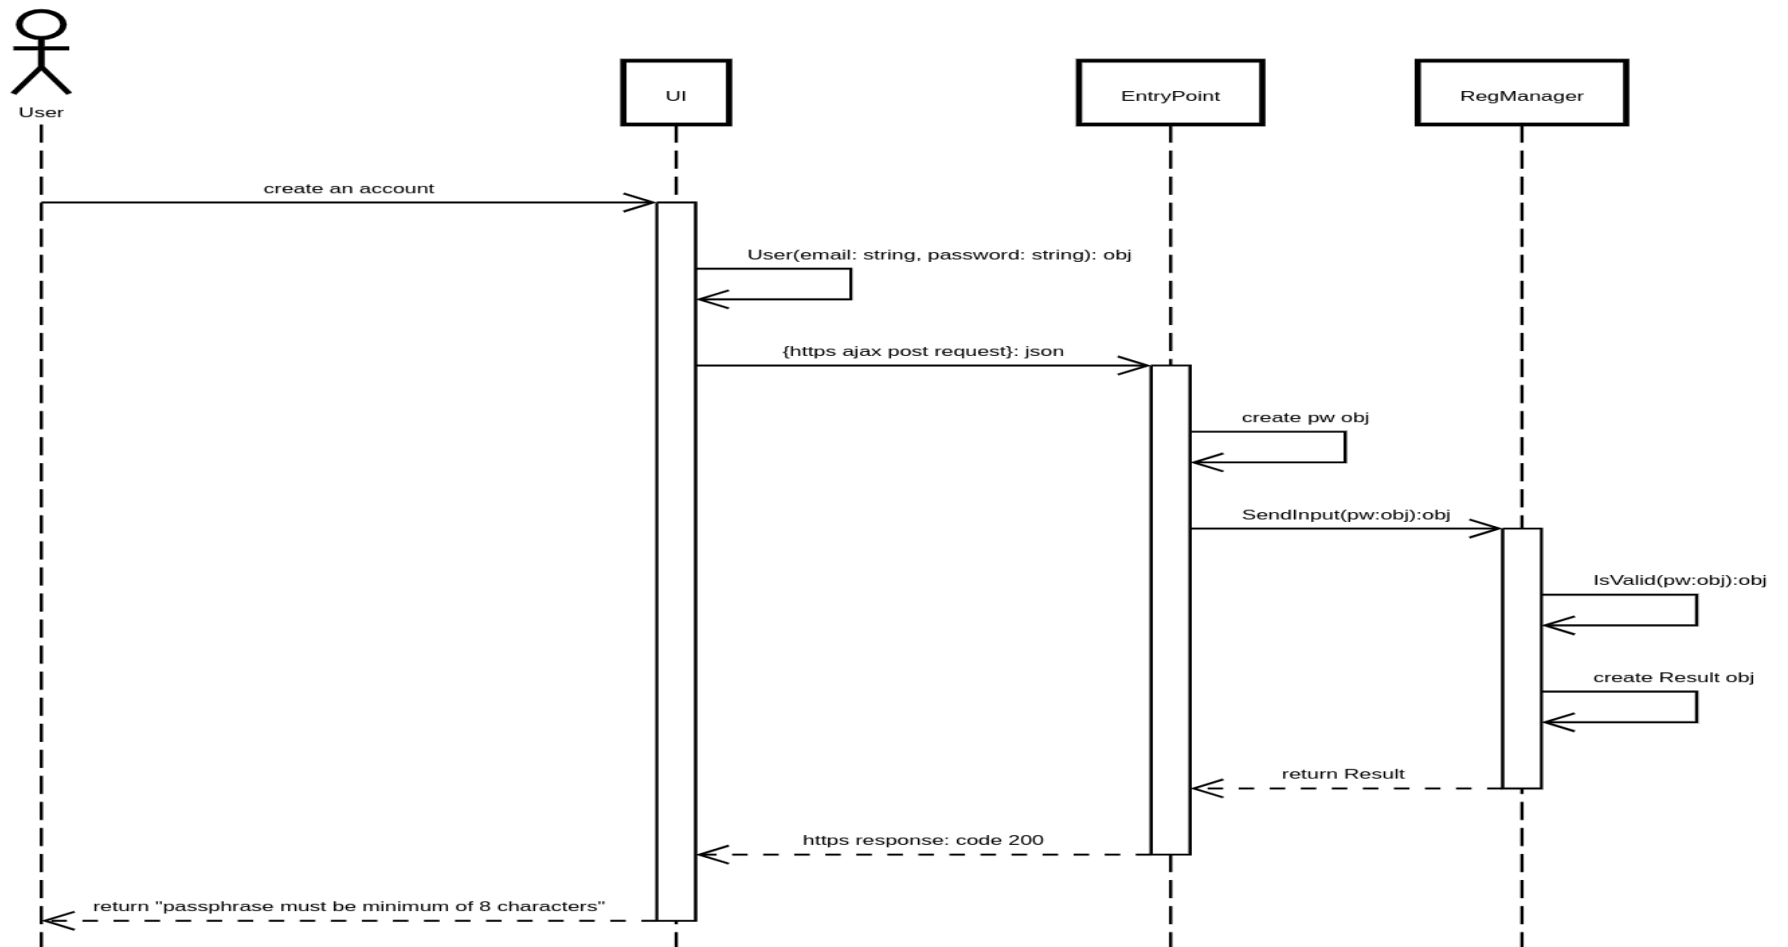 User
UI
EntryPoint
RegManager
create an account
User(email: string, password: string): obj
{https ajax post request}: json
create pw obj
SendInput(pw:obj):obj
IsValid(pw:obj):obj
create Result obj
return Result
https response: code 200
return "passphrase must be minimum of 8 characters"